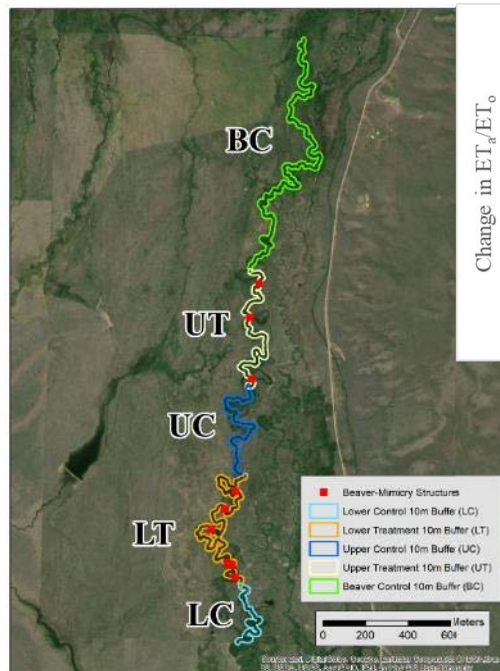 BC
UT
UC
LT
LC
Change in ETa/ETo
Beaver-Mimicry Structures
Lower Control 10m Buffer (LC)
Lower Treatment 10m Buffer (LT)
Upper Control 10m Buffer (UC)
Upper Treatment 10m Buffer (UT)
Beaver Control 10m Buffer (BC)
Meters
0 200 400